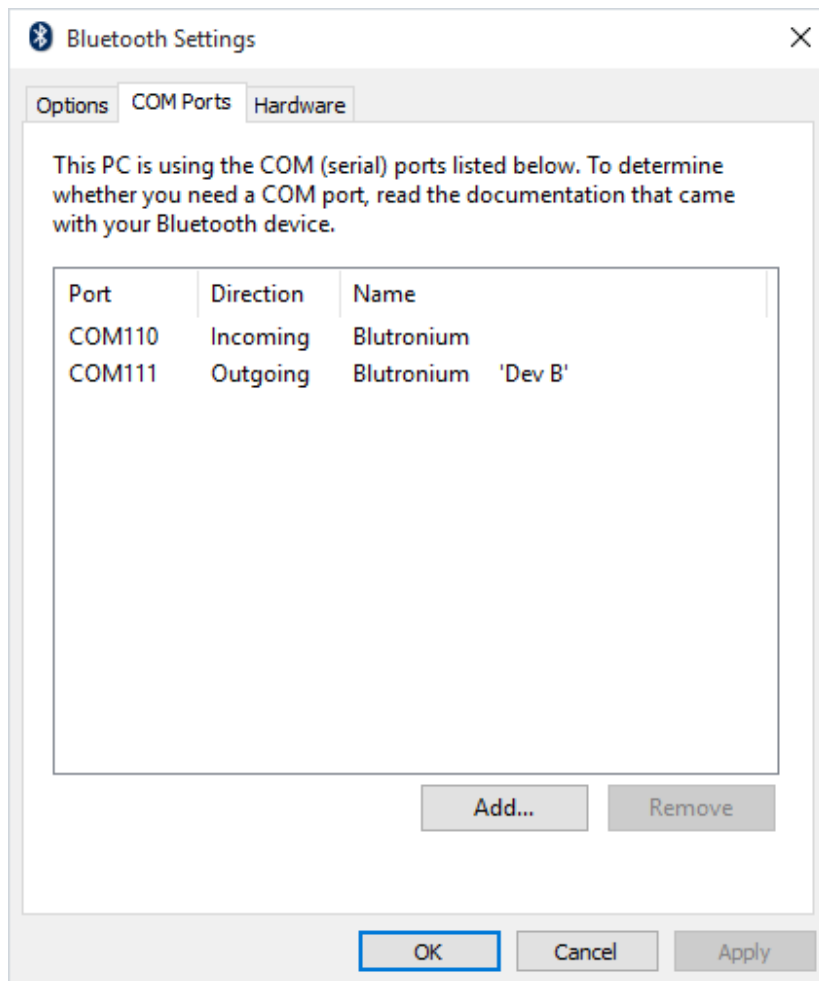 Bluetooth Settings
Options COM Ports Hardware
This PC is using the COM (serial) ports listed below. To determine
whether you need a COM port, read the documentation that came
with your Bluetooth device.
Port Direction Name
COM110 Incoming Blutronium
COM111 Outgoing Blutronium 'Dev B'
Add... Remove
OK Cancel Apply